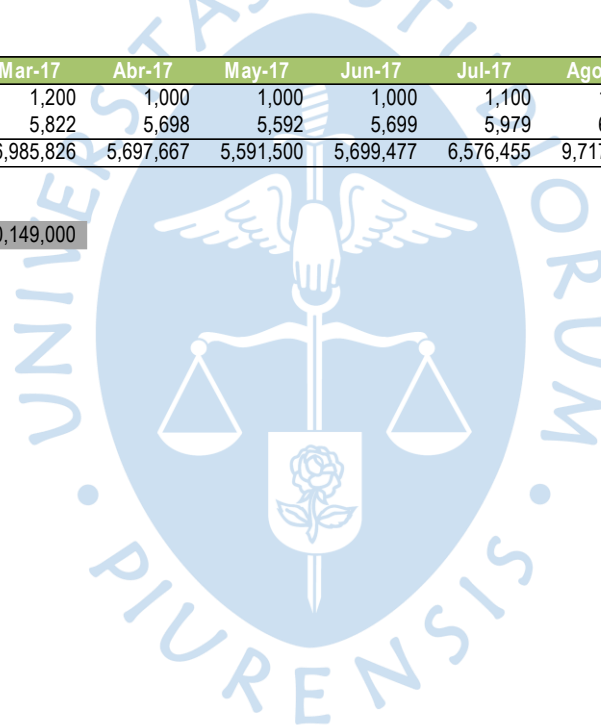 Mar-17 Abr-17 May-17 Jun-17 Jul-17
1,200 1,000 1,000 1,000 1,100
5,822 5,698 5,592 5,699 5,979
5,697,667 5,591,500 5,699,477 6,576,455
UNIVERSITAS STUDIORUM
PIURENSIS